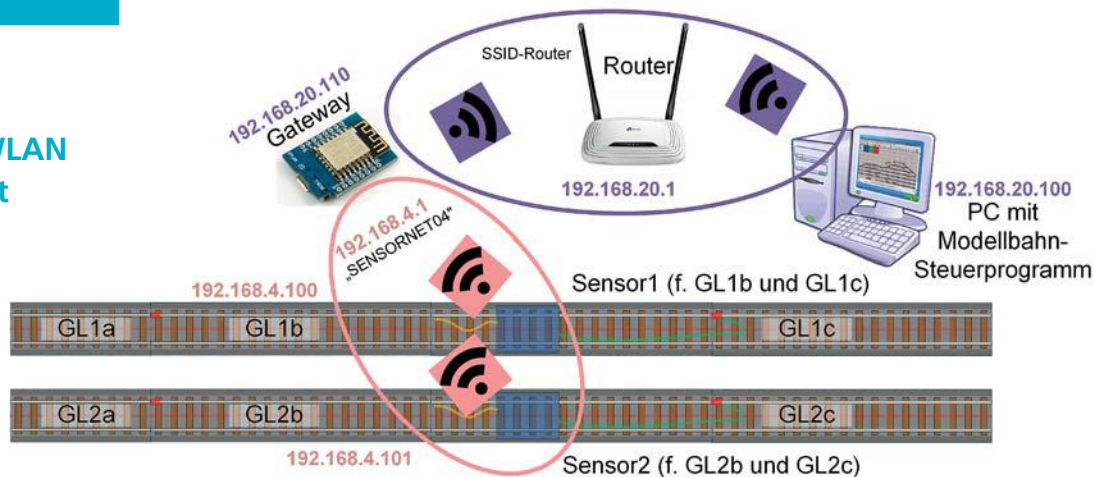 SSID-Router
Router
192.168.20.110
Gateway
VLAN
t
192.168.20.1
192.168.20.100
PC mit
Modellbahn-
Steuerprogramm
192.168.4.1
„SENSORNET04"
192.168.4.100
Sensor1 (f. GL1b und GL1c)
GL1a
GL1b
GL1c
GL2a
GL2b
GL2c
192.168.4.101
Sensor2 (f. GL2b und GL2c)